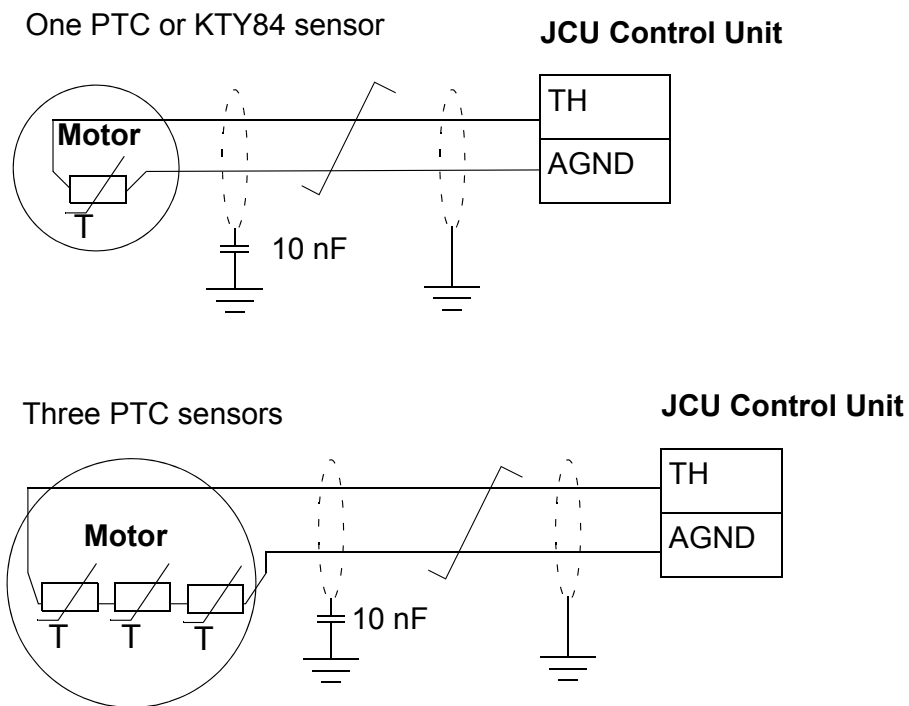 One PTC or KTY84 sensor
JCU Control Unit
TH
Motor
AGND
T
10 nF
Three PTC sensors
JCU Control Unit
TH
Motor
AGND
T T T
10 nF